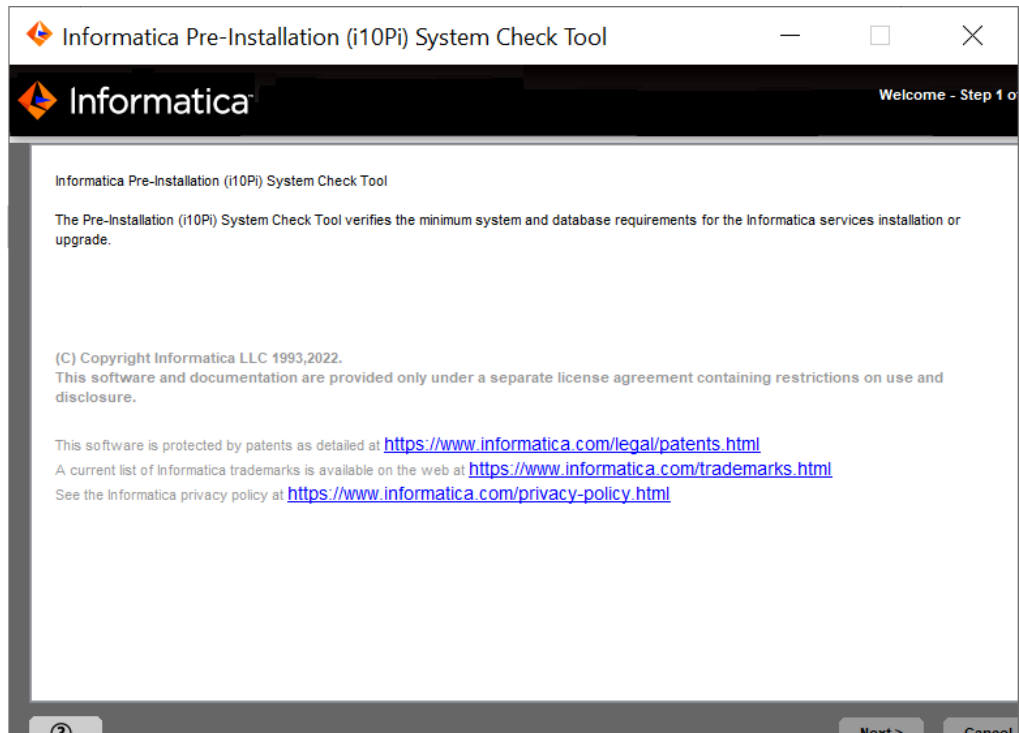 Informatica Pre-Installation (i10Pi) System Check Tool
Informatica
Welcome - Step 1 of
Informatica Pre-Installation (i10Pi) System Check Tool
The Pre-Installation (i10Pi) System Check Tool verifies the minimum system and database requirements for the Informatica services installation or
upgrade.
(C) Copyright Informatica LLC 1993,2022.
This software and documentation are provided only under a separate license agreement containing restrictions on use and
disclosure.
This software is protected by patents as detailed at https://www.informatica.com/legal/patents.html
A current list of Informatica trademarks is available on the web at https://www.informatica.com/trademarks.html
See the Informatica privacy policy at https://www.informatica.com/privacy-policy.html
? Next > Cancel